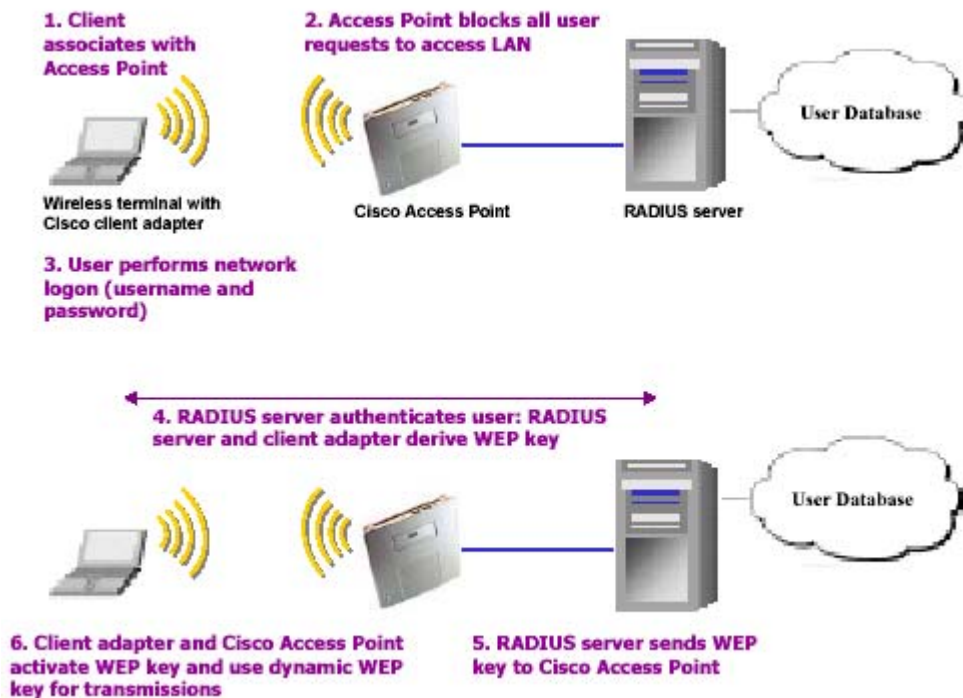 1. Client
associates with
Access Point
2. Access Point blocks all user
requests to access LAN
User Database
Wireless terminal with
Cisco client adapter
Cisco Access Point
RADIUS server
3. User performs network
logon (username and
password)
4. RADIUS server authenticates user: RADIUS
server and client adapter derive WEP key
User Database
6. Client adapter and Cisco Access Point
activate WEP key and use dynamic WEP
key for transmissions
5. RADIUS server sends WEP
key to Cisco Access Point